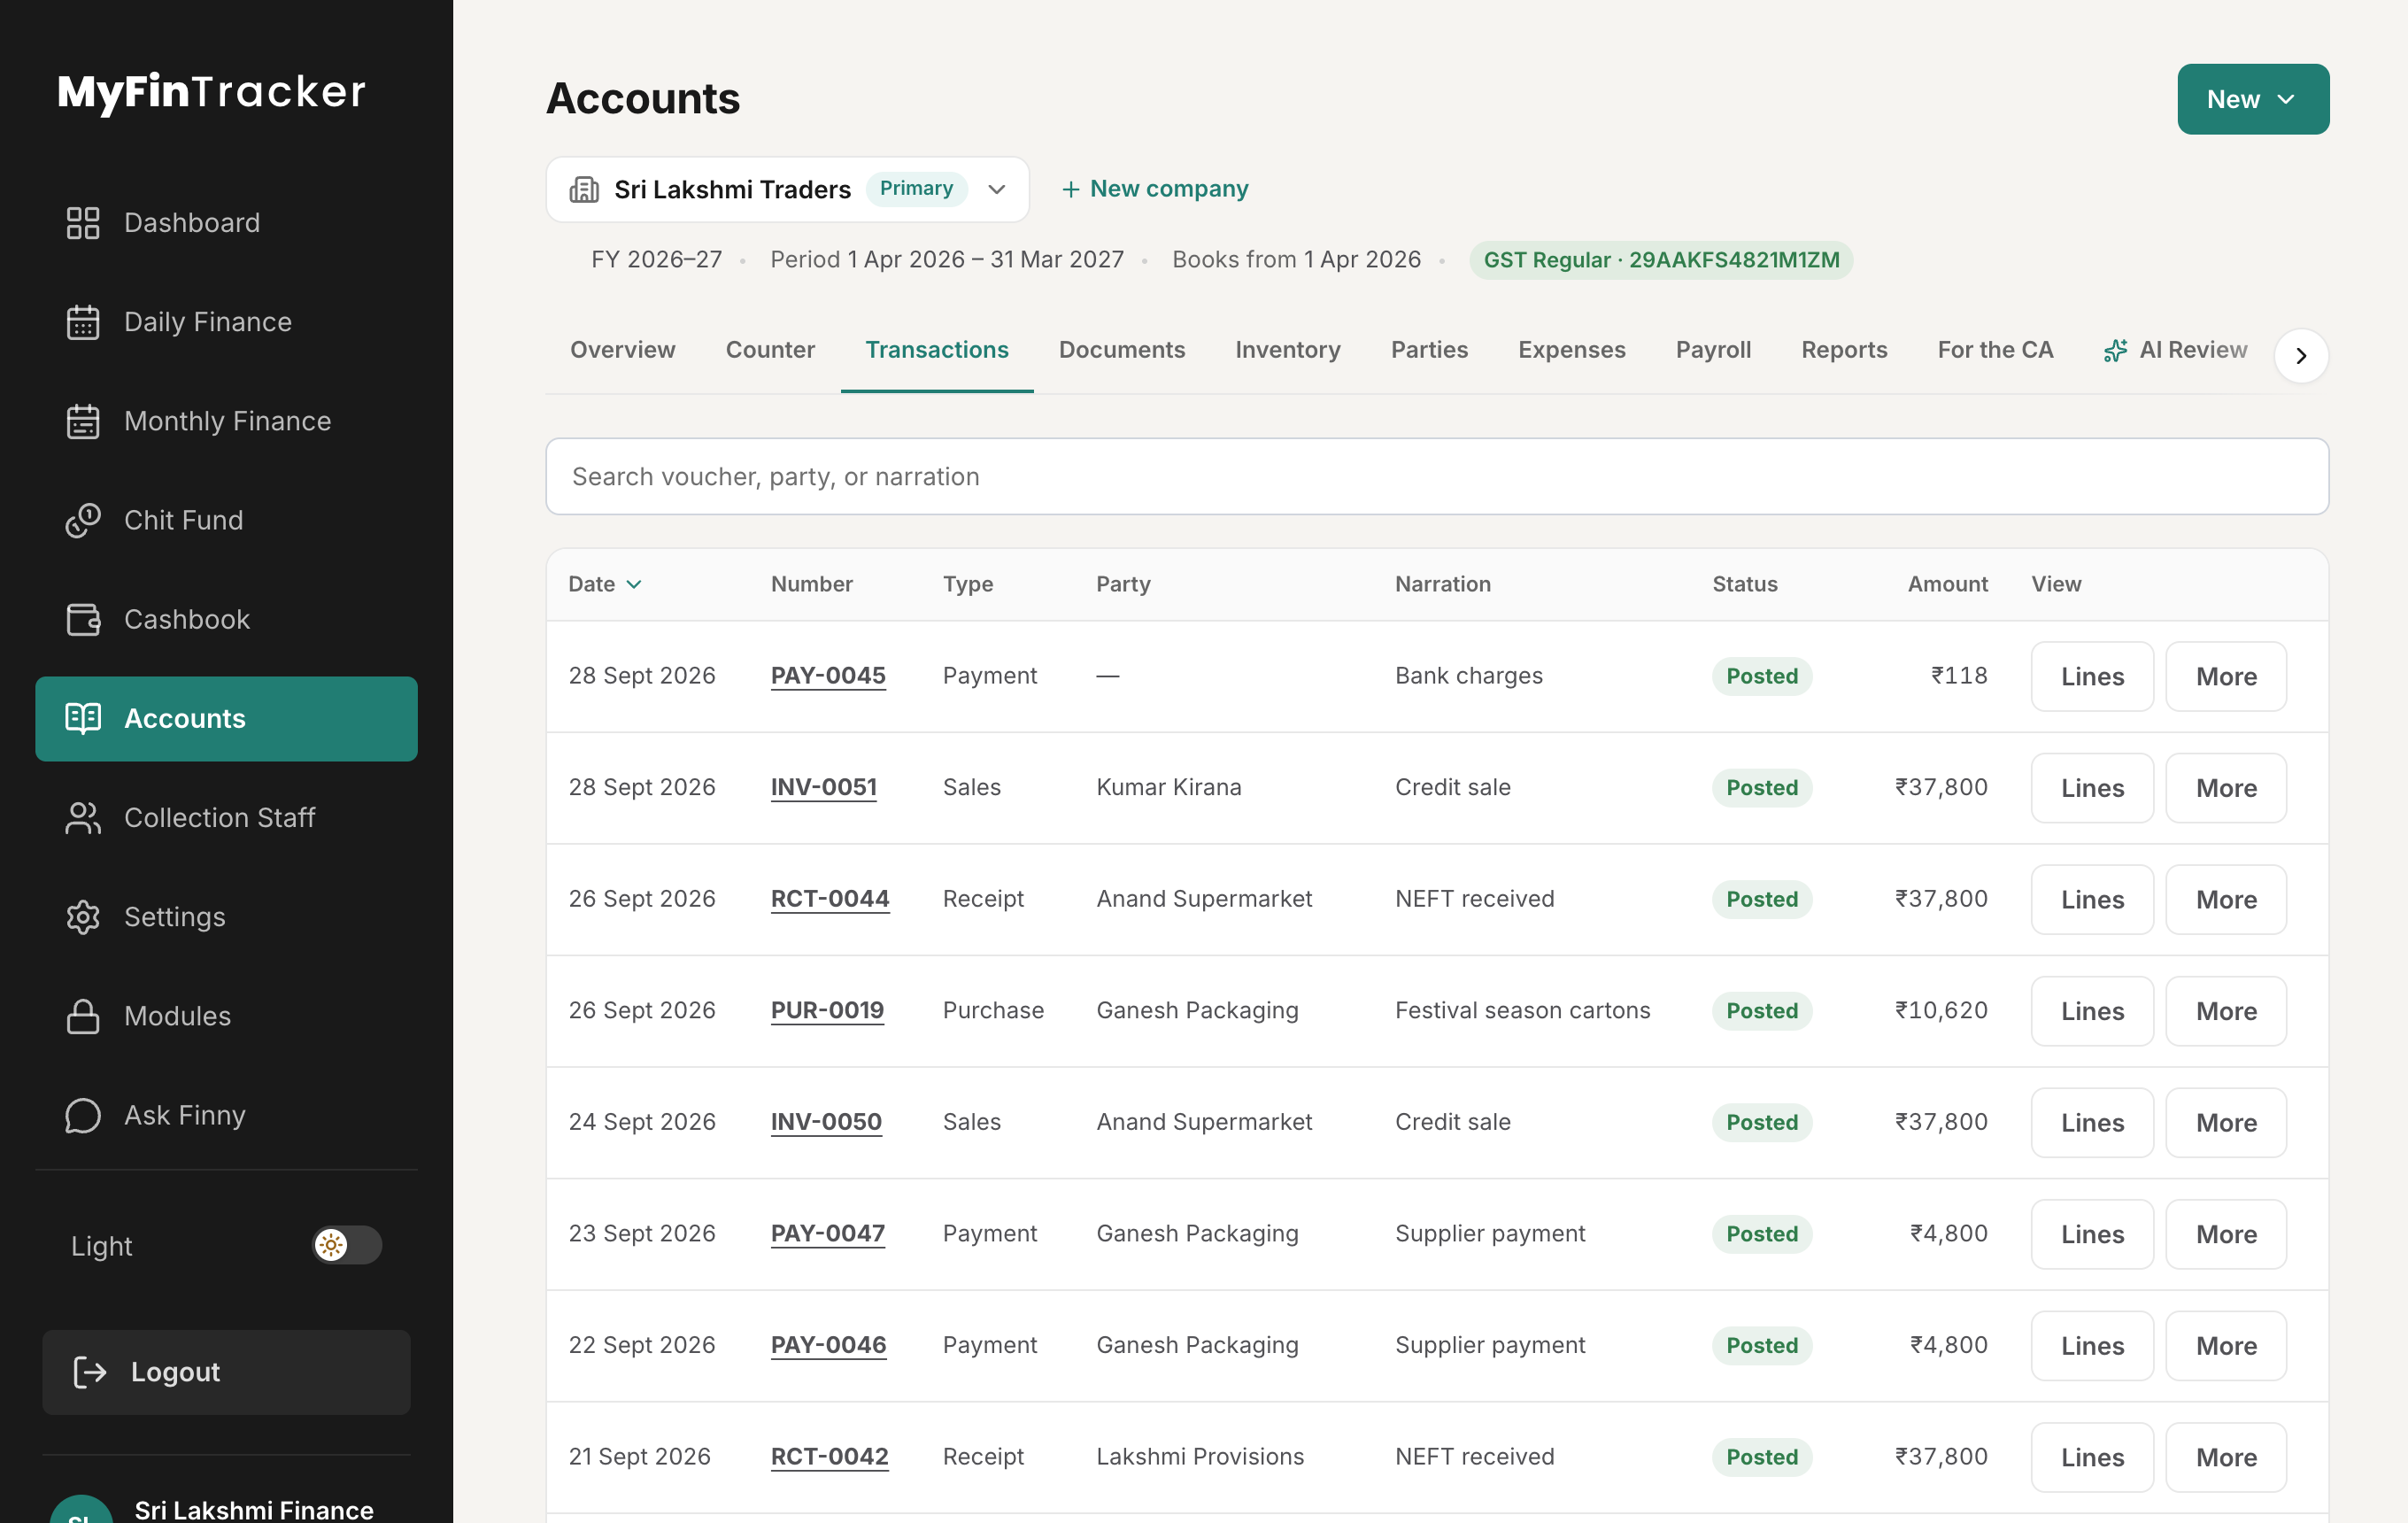 MyFinTracker
Dashboard
Daily Finance
Monthly Finance
Chit Fund
Cashbook
Accounts
Collection Staff
Settings
Modules
Ask Finny
Light
Logout
Sri Lakshmi Finance
Accounts
New
Sri Lakshmi Traders Primary
+ New company
FY 2026–27 • Period 1 Apr 2026 – 31 Mar 2027 • Books from 1 Apr 2026 • GST Regular · 29AAKFS4821M1ZM
Overview Counter Transactions Documents Inventory Parties Expenses Payroll Reports For the CA AI Review
Search voucher, party, or narration
Date Number Type Party Narration Status Amount View
28 Sept 2026 PAY-0045 Payment — Bank charges Posted ₹118 Lines More
28 Sept 2026 INV-0051 Sales Kumar Kirana Credit sale Posted ₹37,800 Lines More
26 Sept 2026 RCT-0044 Receipt Anand Supermarket NEFT received Posted ₹37,800 Lines More
26 Sept 2026 PUR-0019 Purchase Ganesh Packaging Festival season cartons Posted ₹10,620 Lines More
24 Sept 2026 INV-0050 Sales Anand Supermarket Credit sale Posted ₹37,800 Lines More
23 Sept 2026 PAY-0047 Payment Ganesh Packaging Supplier payment Posted ₹4,800 Lines More
22 Sept 2026 PAY-0046 Payment Ganesh Packaging Supplier payment Posted ₹4,800 Lines More
21 Sept 2026 RCT-0042 Receipt Lakshmi Provisions NEFT received Posted ₹37,800 Lines More